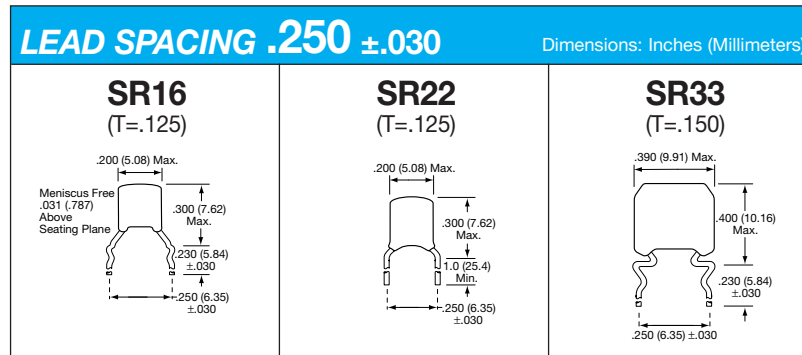 LEAD SPACING .250 ±.030
Dimensions: Inches (Millimeters)
SR16
(T=.125)
.200 (5.08) Max.
Meniscus Free
.031 (.787)
Above
Seating Plane
.300 (7.62)
Max.
.230 (5.84)
±.030
.250 (6.35)
±.030
SR22
(T=.125)
.200 (5.08) Max.
.300 (7.62)
Max.
1.0 (25.4)
Min.
.250 (6.35)
±.030
SR33
(T=.150)
.390 (9.91) Max.
.400 (10.16)
Max.
.230 (5.84)
±.030
.250 (6.35) ±.030